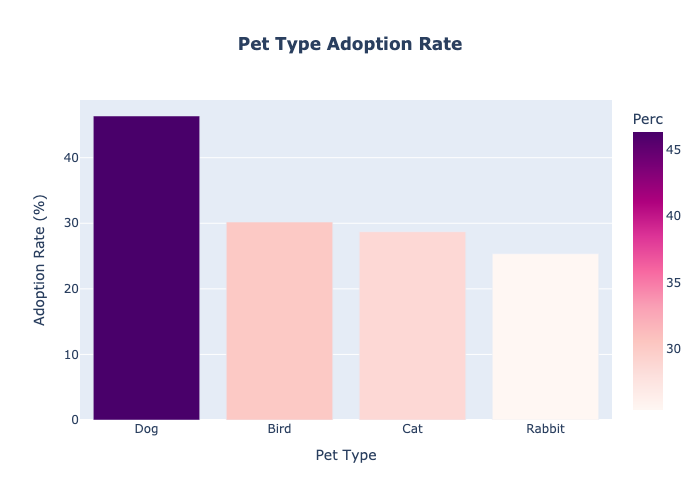 Pet Type Adoption Rate
Perc
45
40
35
30
Adoption Rate (%)
40
30
20
10
0
Dog
Bird
Cat
Rabbit
Pet Type